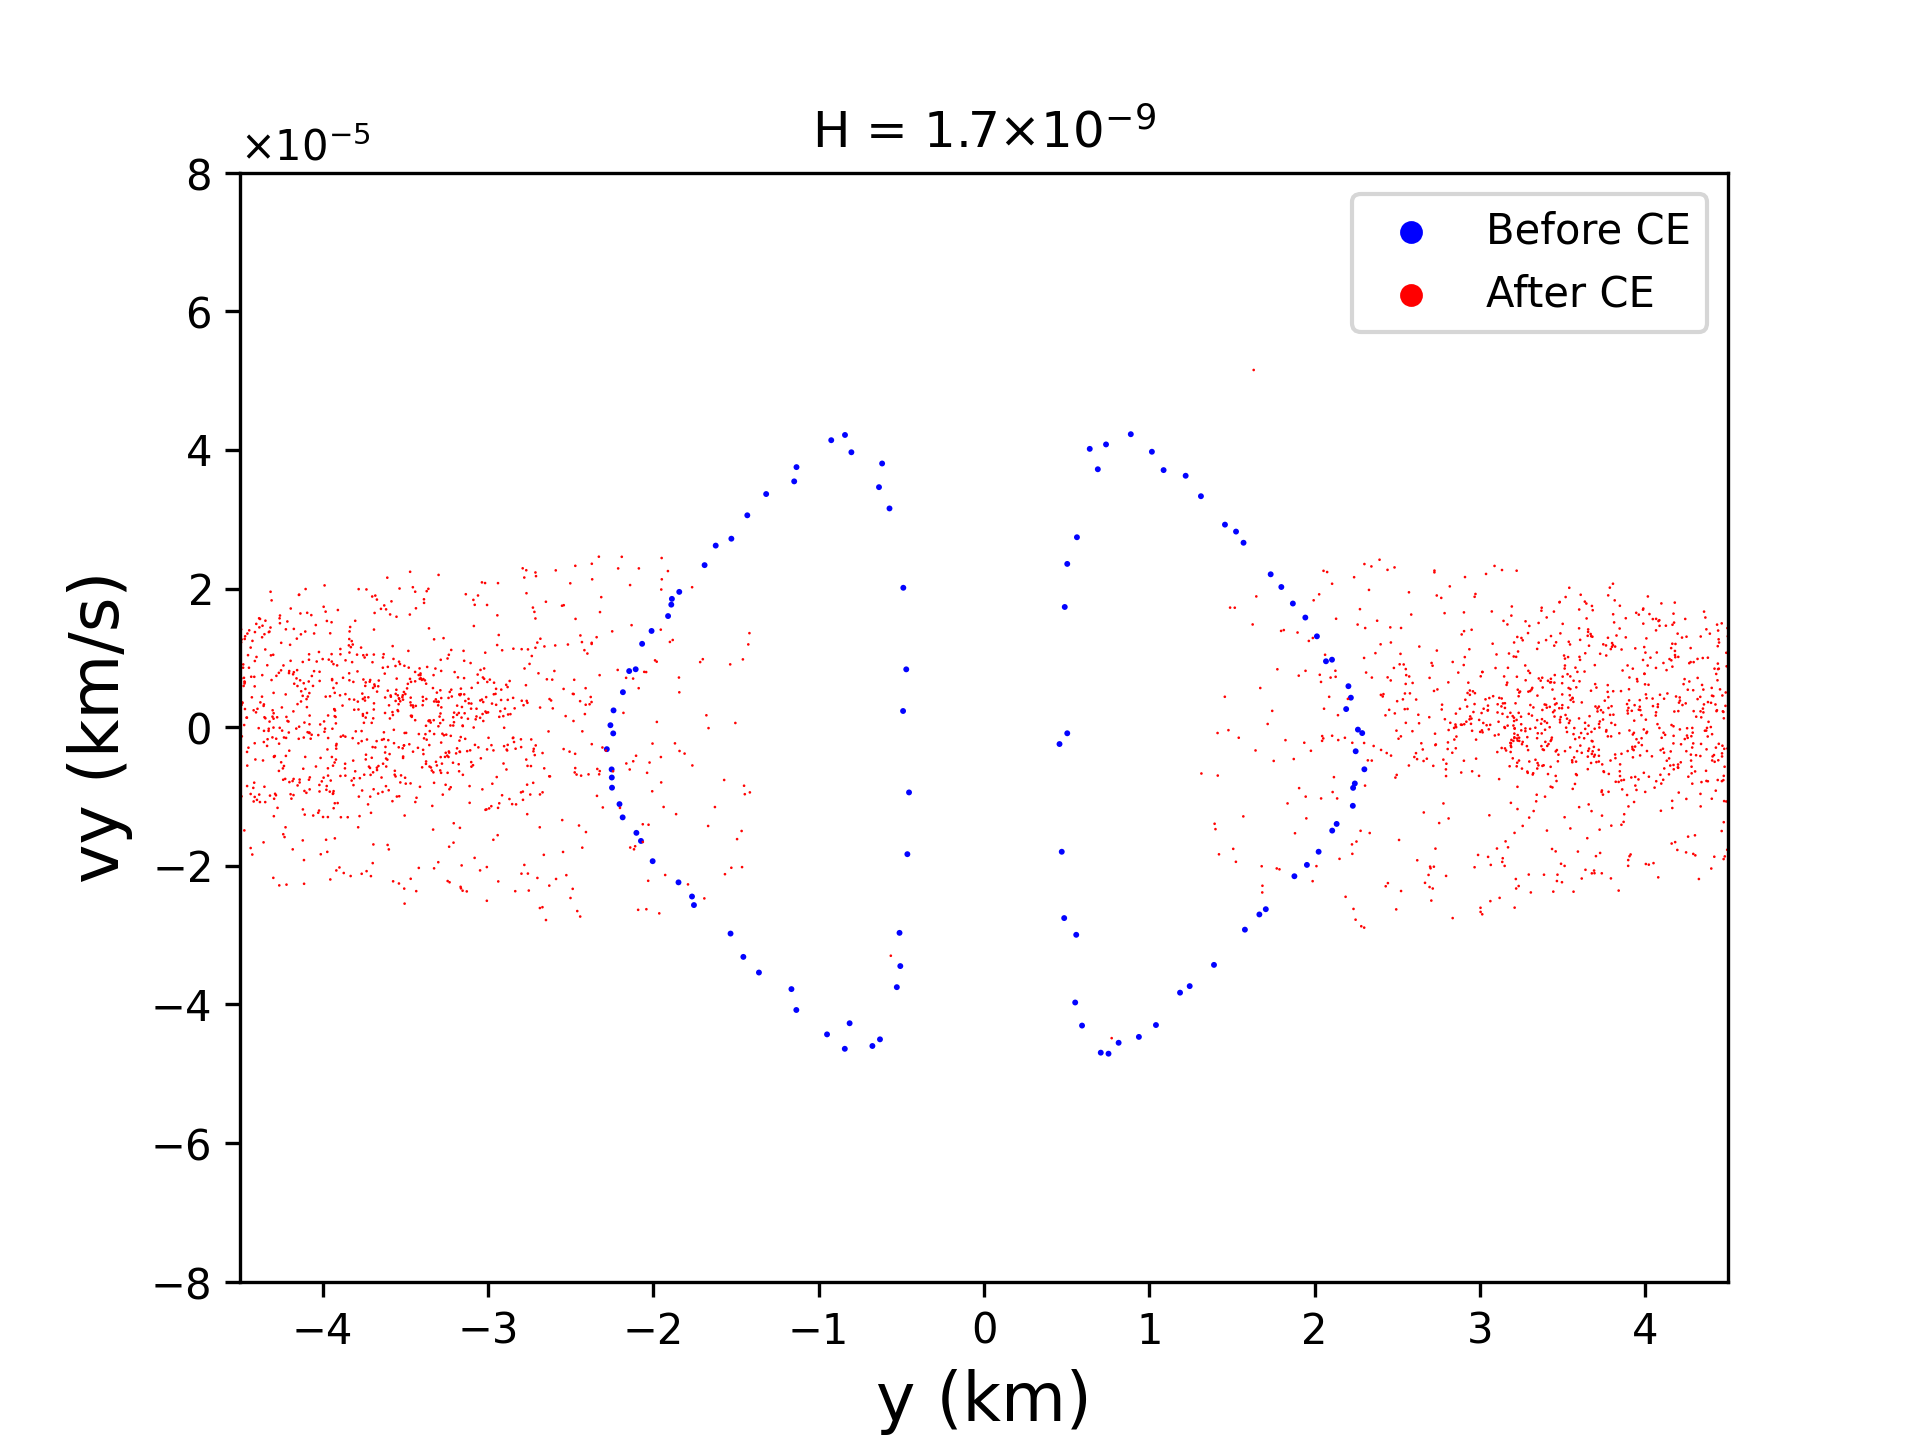 H = 1.7×10⁻⁹
×10⁻⁵
8
6
4
2
0
−2
−4
−6
−8
vy (km/s)
Before CE
After CE
−4 −3 −2 −1 0 1 2 3 4
y (km)